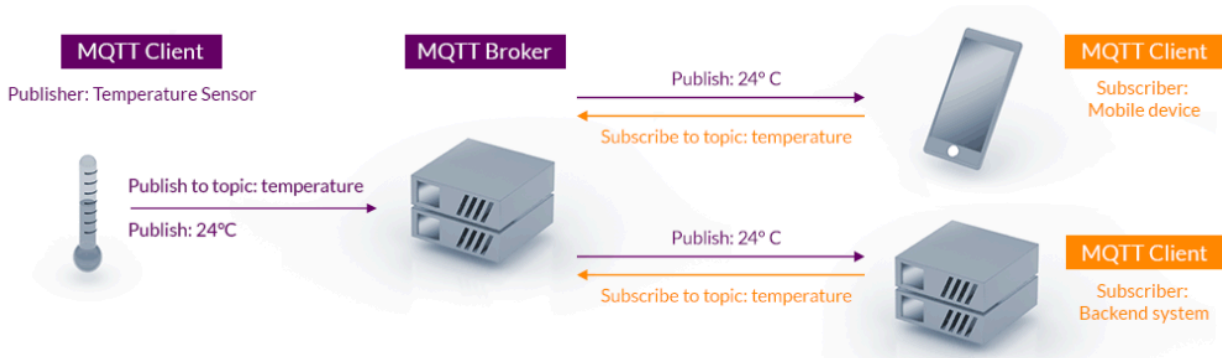 MQTT Client
Publisher: Temperature Sensor
Publish to topic: temperature
Publish: 24°C
MQTT Broker
Publish: 24° C
Subscribe to topic: temperature
MQTT Client
Subscriber:
Mobile device
Publish: 24° C
Subscribe to topic: temperature
MQTT Client
Subscriber:
Backend system